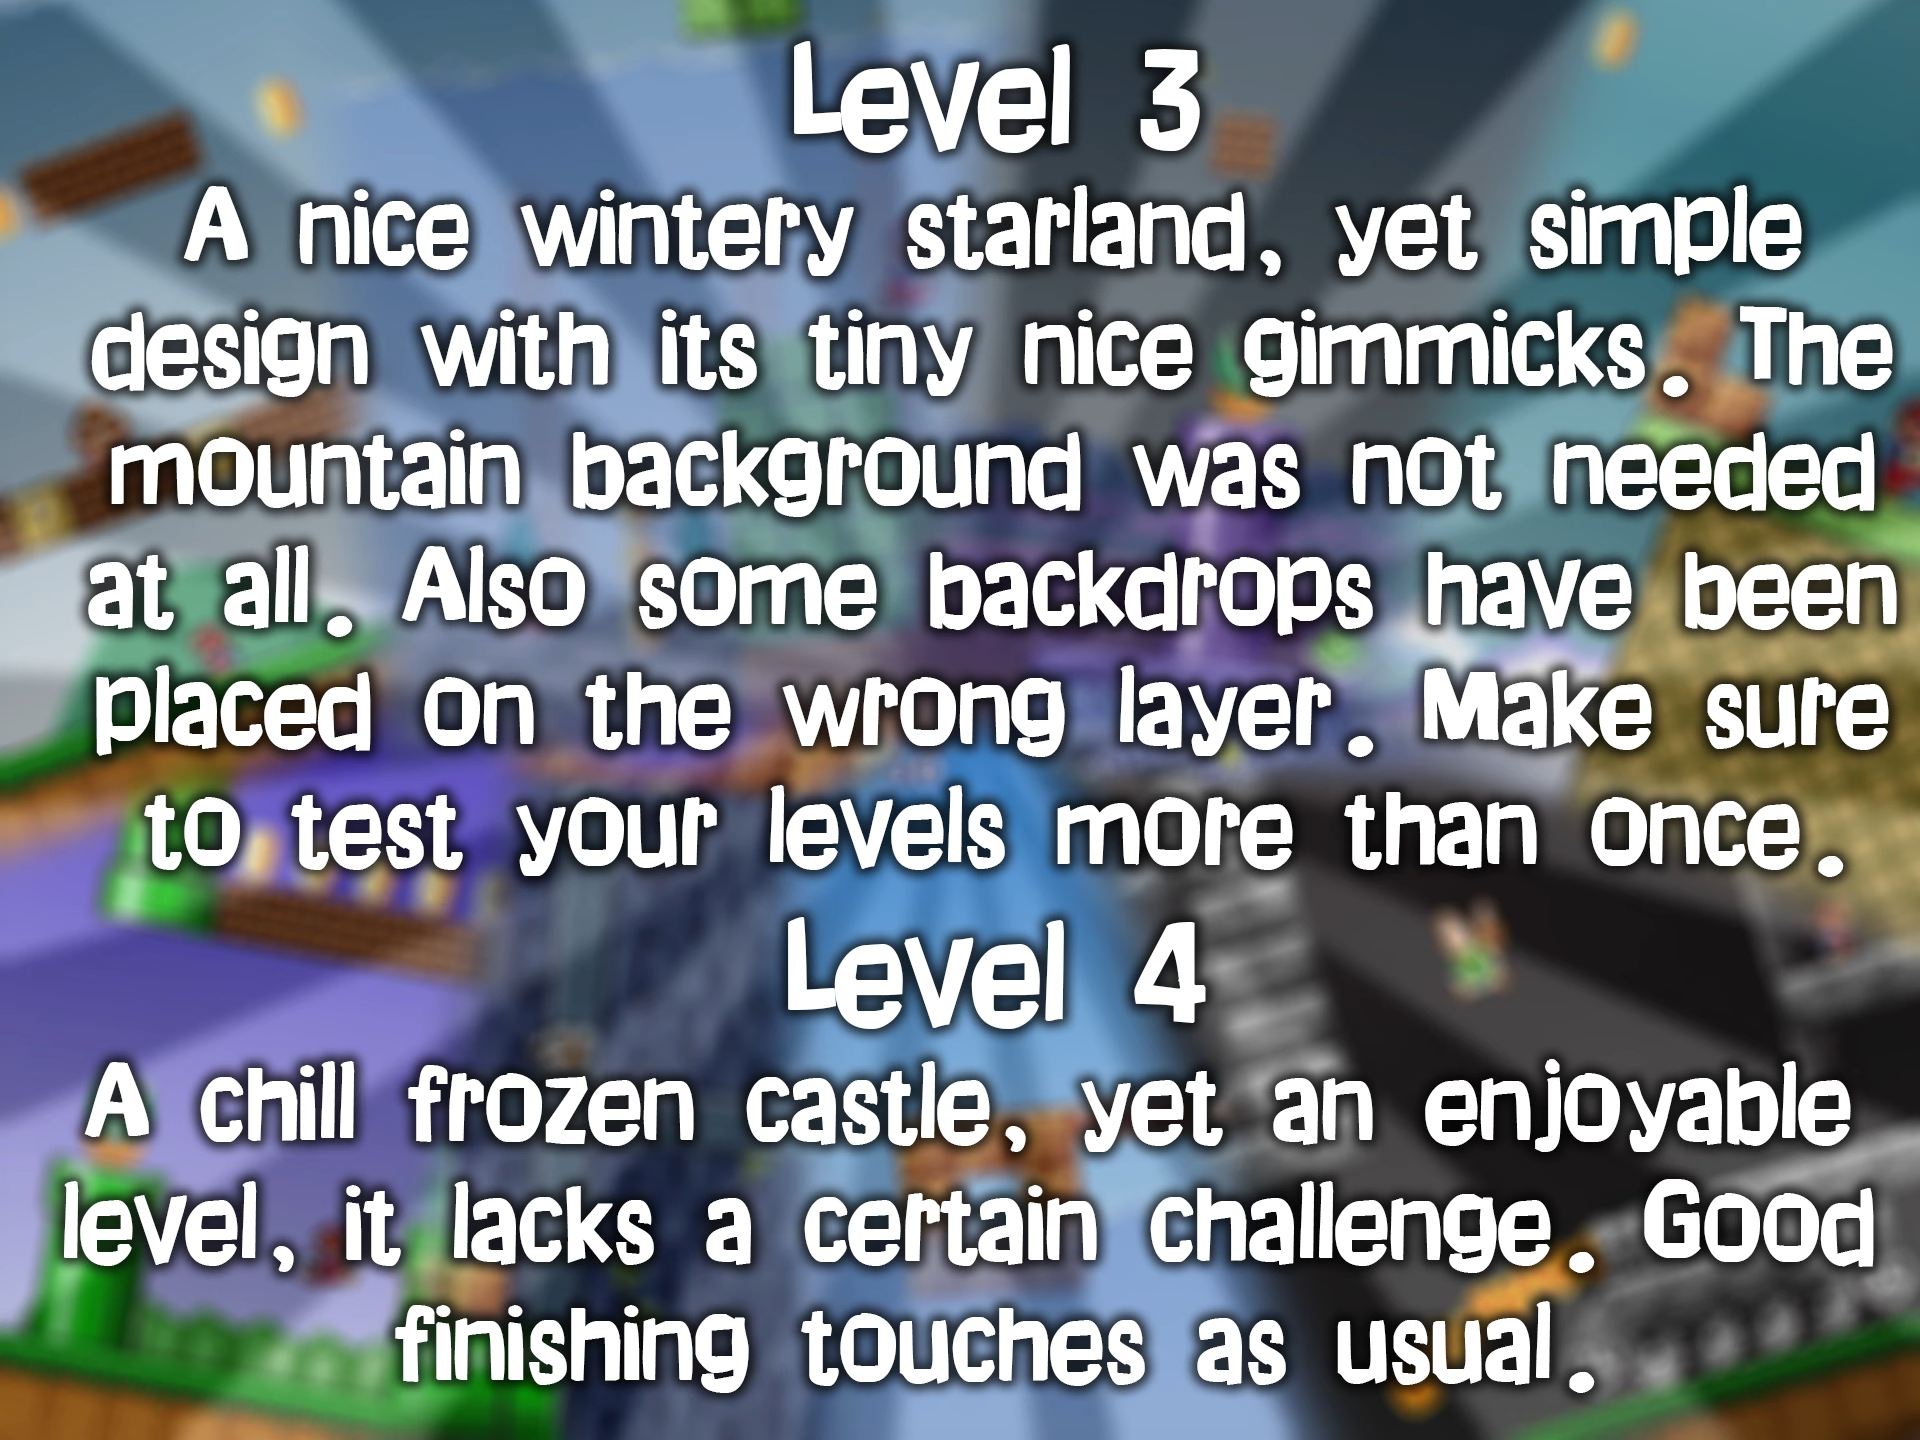 Level 3
A nice wintery starland, yet simple
design with its tiny nice gimmicks. The
mountain background was not needed
at all. Also some backdrops have been
placed on the wrong layer. Make sure
to test your levels more than once.
Level 4
A chill frozen castle, yet an enjoyable
level, it lacks a certain challenge. Good
finishing touches as usual.